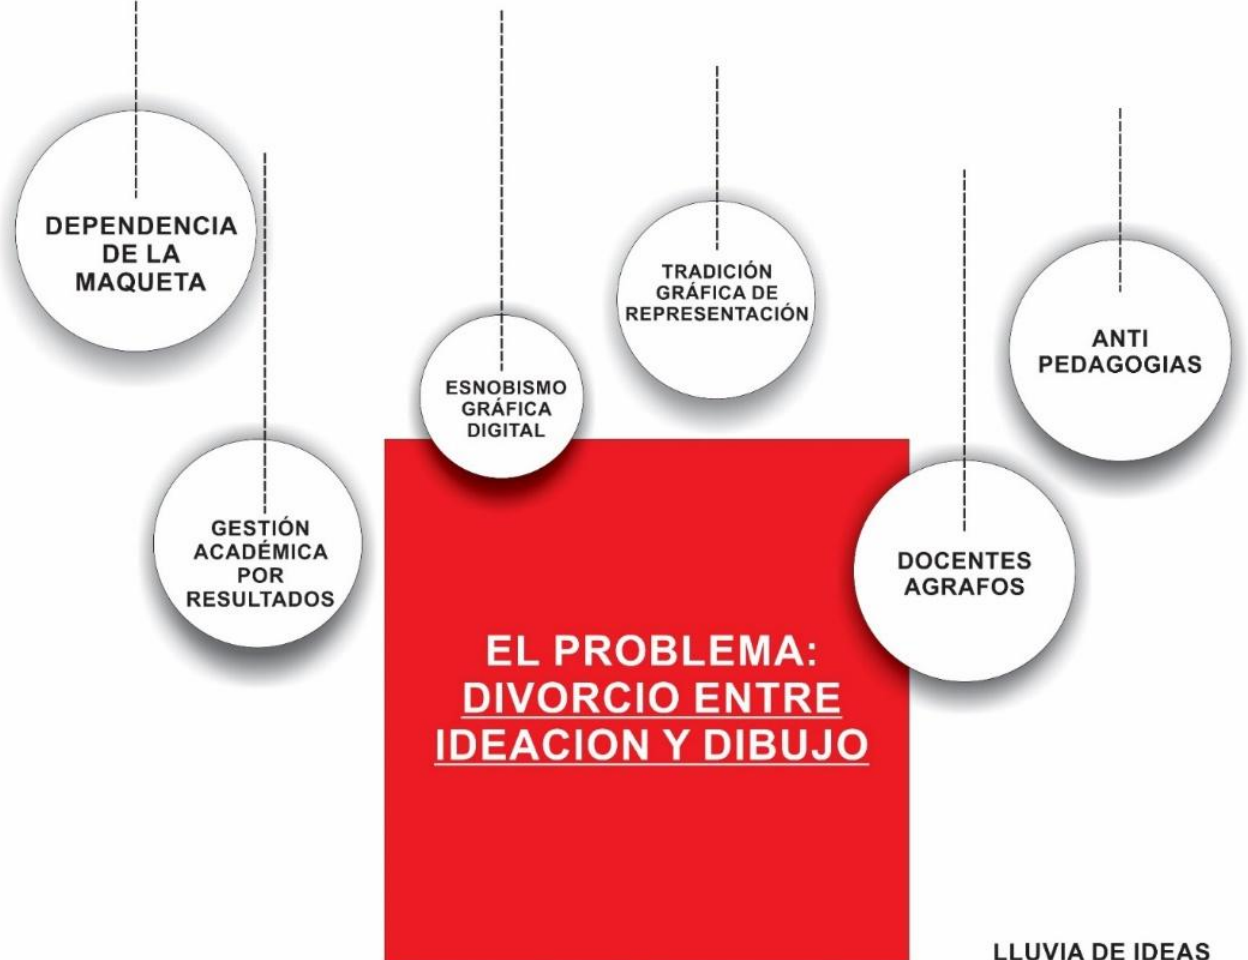 DEPENDENCIA
DE LA
MAQUETA
GESTIÓN
ACADÉMICA
POR
RESULTADOS
ESNOBISMO
GRÁFICA
DIGITAL
TRADICIÓN
GRÁFICA DE
REPRESENTACIÓN
DOCENTES
AGRAFOS
ANTI
PEDAGOGIAS
EL PROBLEMA:
DIVORCIO ENTRE
IDEACION Y DIBUJO
LLUVIA DE IDEAS